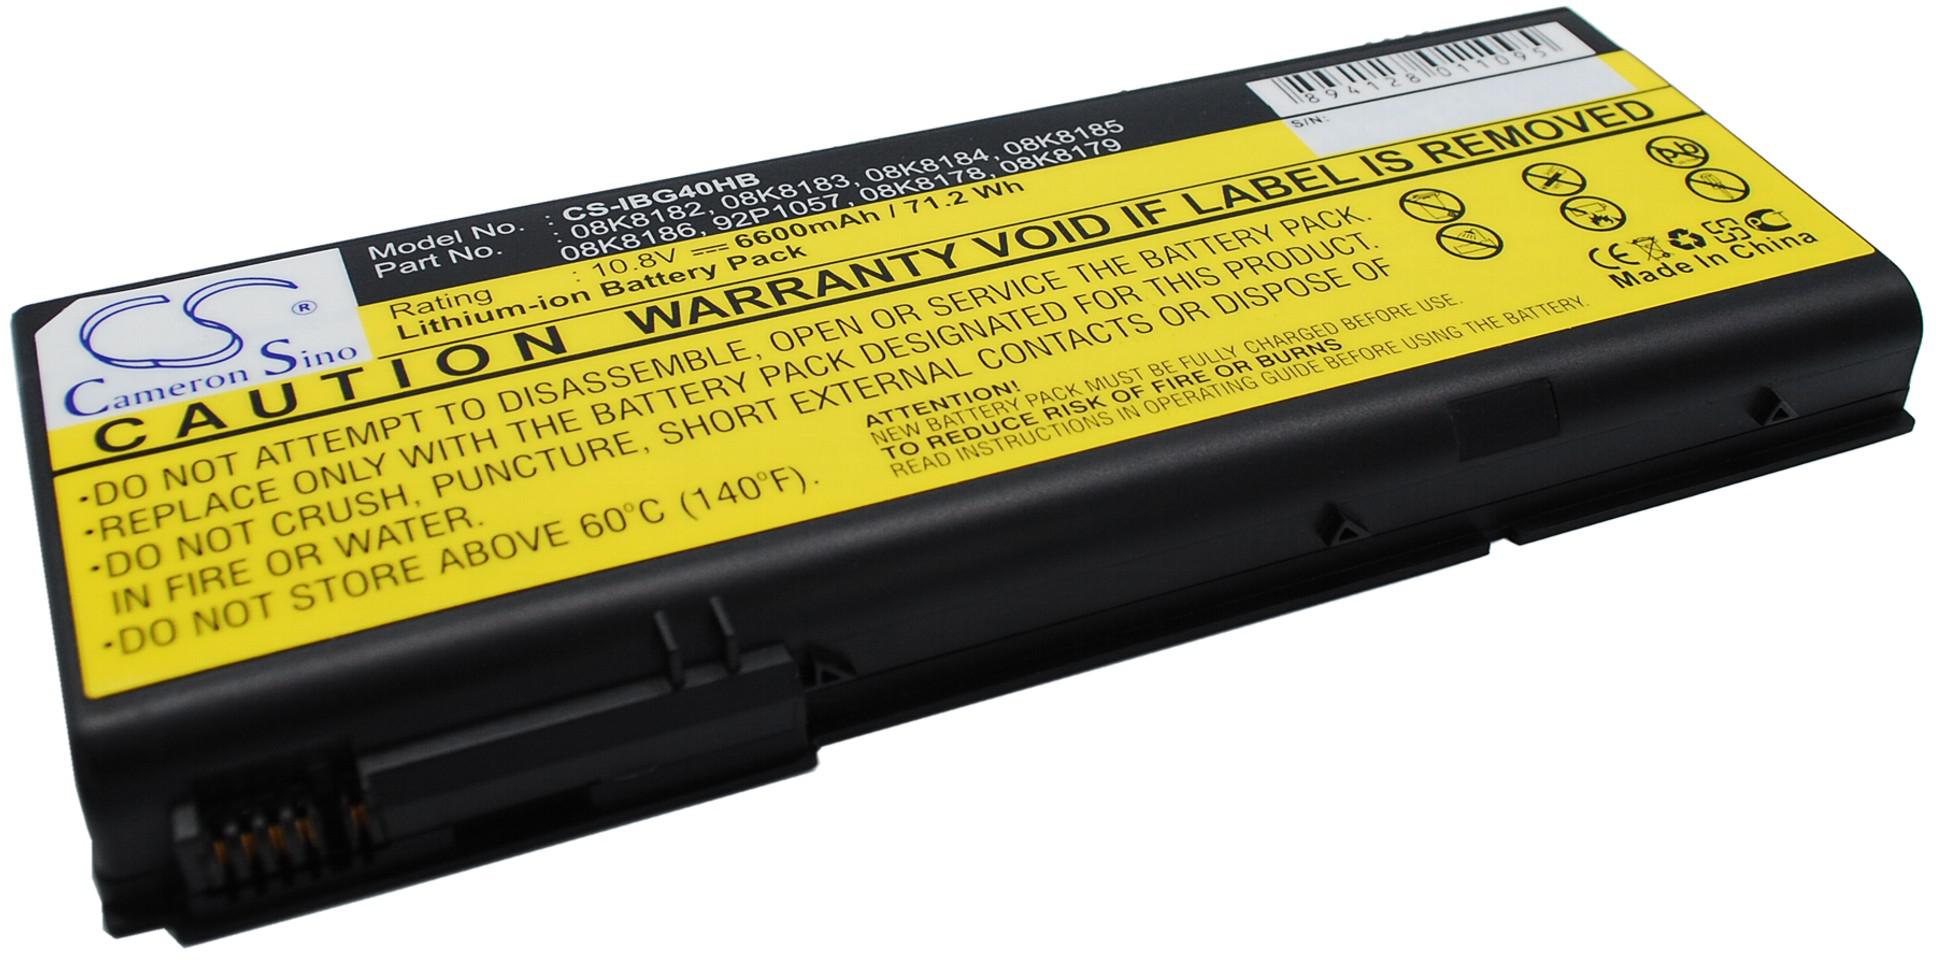 CS ®
Cameron Sino
Model No. : CS-IBG40HB
Part No. : 08K8182, 08K8183, 08K8184, 08K8185
08K8186, 92P1057, 08K8178, 08K8179
Rating : 10.8V ⎓ 6600mAh / 71.2 Wh
Lithium-ion Battery Pack
8 94128 011095
S/N:
CAUTION WARRANTY VOID IF LABEL IS REMOVED
·DO NOT ATTEMPT TO DISASSEMBLE, OPEN OR SERVICE THE BATTERY PACK.
·REPLACE ONLY WITH THE BATTERY PACK DESIGNATED FOR THIS PRODUCT.
·DO NOT CRUSH, PUNCTURE, SHORT EXTERNAL CONTACTS OR DISPOSE OF
IN FIRE OR WATER.
·DO NOT STORE ABOVE 60°C (140°F).
ATTENTION!
NEW BATTERY PACK MUST BE FULLY CHARGED BEFORE USE.
TO REDUCE RISK OF FIRE OR BURNS
READ INSTRUCTIONS IN OPERATING GUIDE BEFORE USING THE BATTERY.
Pb
CE
Made in China